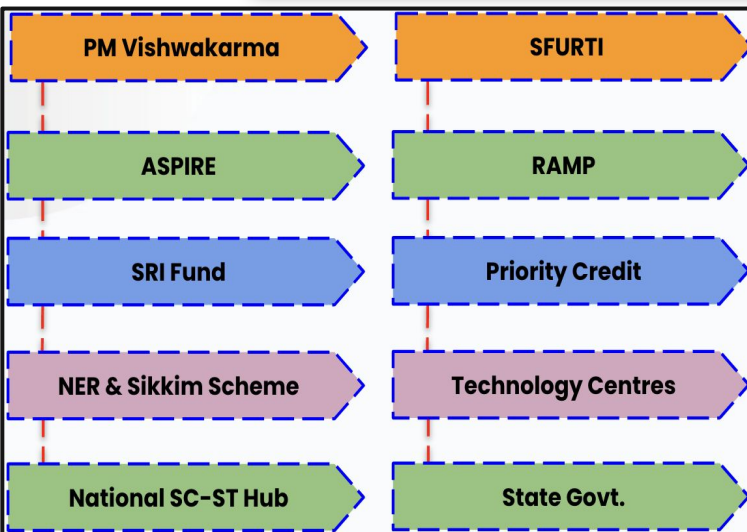 PM Vishwakarma
SFURTI
ASPIRE
RAMP
SRI Fund
Priority Credit
NER & Sikkim Scheme
Technology Centres
National SC-ST Hub
State Govt.